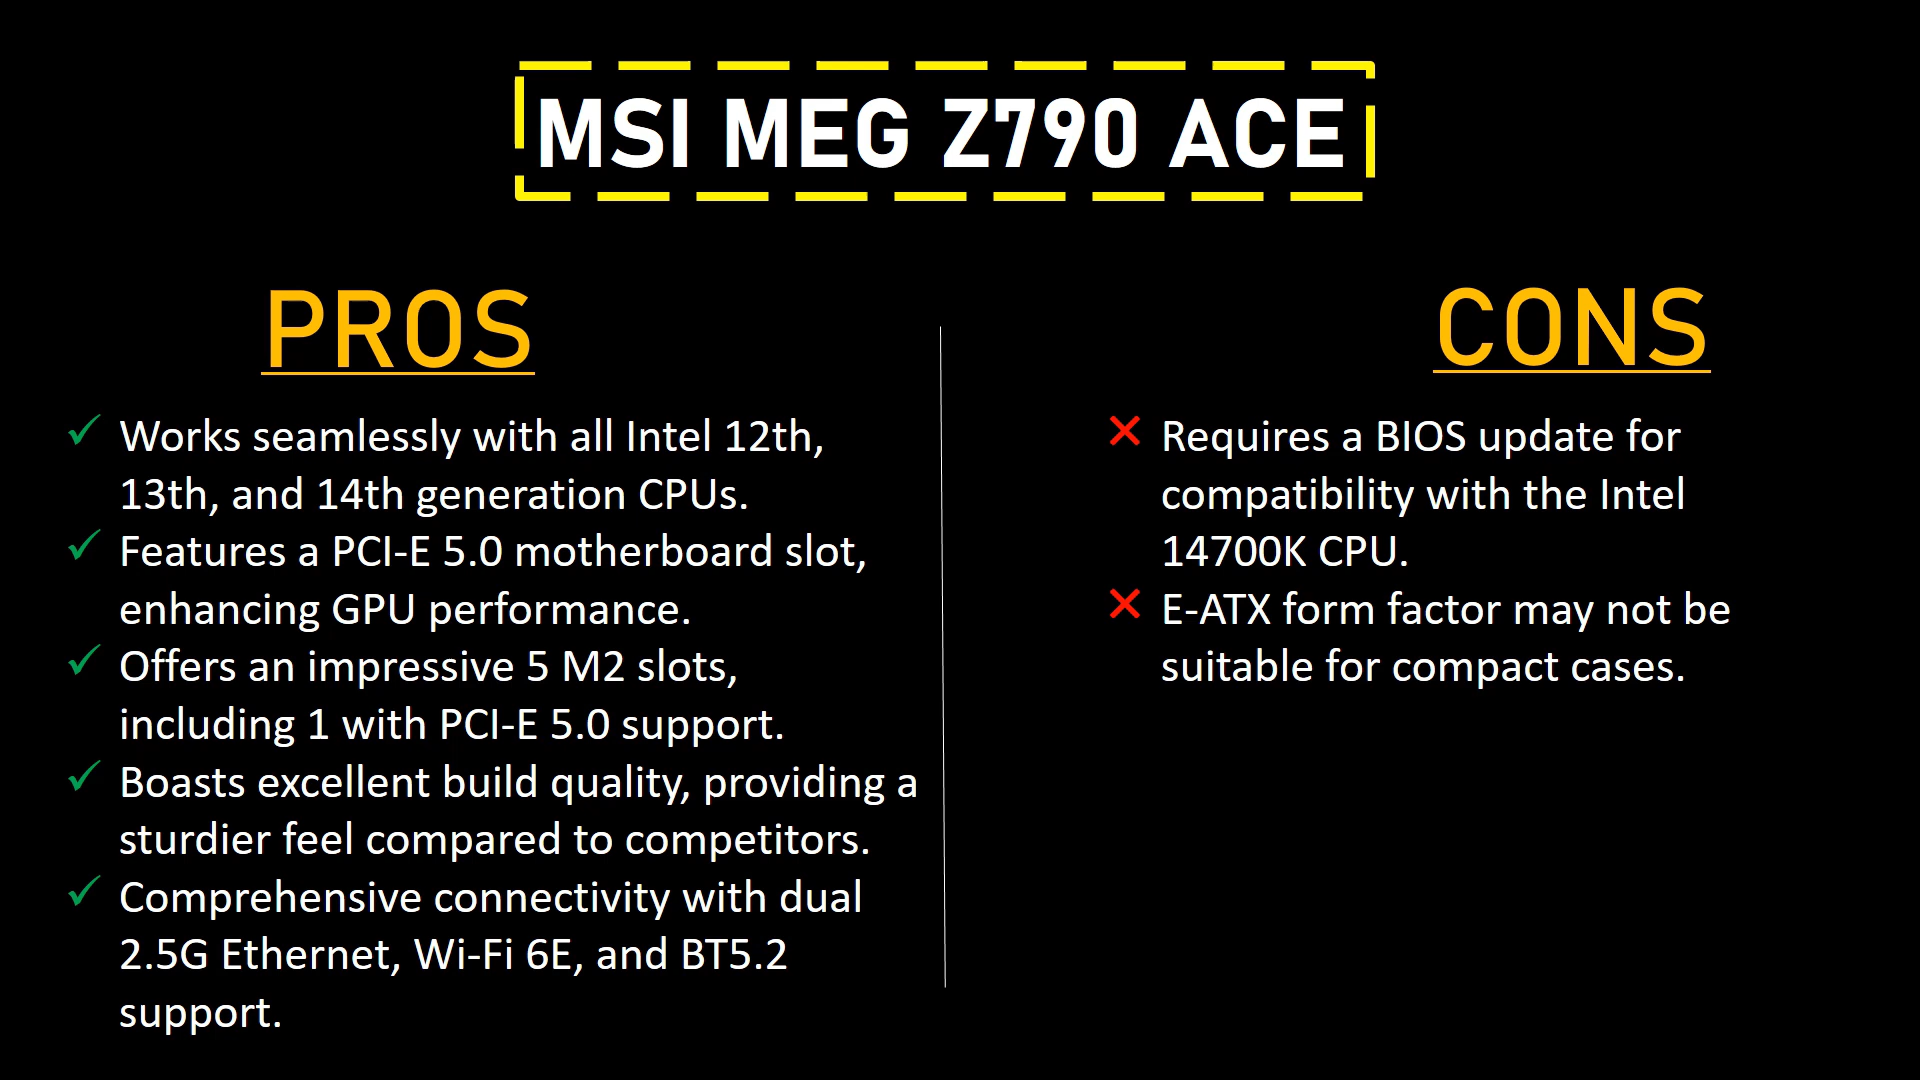 MSI MEG Z790 ACE
PROS
Works seamlessly with all Intel 12th,
13th, and 14th generation CPUs.
Features a PCI-E 5.0 motherboard slot,
enhancing GPU performance.
Offers an impressive 5 M2 slots,
including 1 with PCI-E 5.0 support.
Boasts excellent build quality, providing a
sturdier feel compared to competitors.
Comprehensive connectivity with dual
2.5G Ethernet, Wi-Fi 6E, and BT5.2
support.
CONS
Requires a BIOS update for
compatibility with the Intel
14700K CPU.
E-ATX form factor may not be
suitable for compact cases.